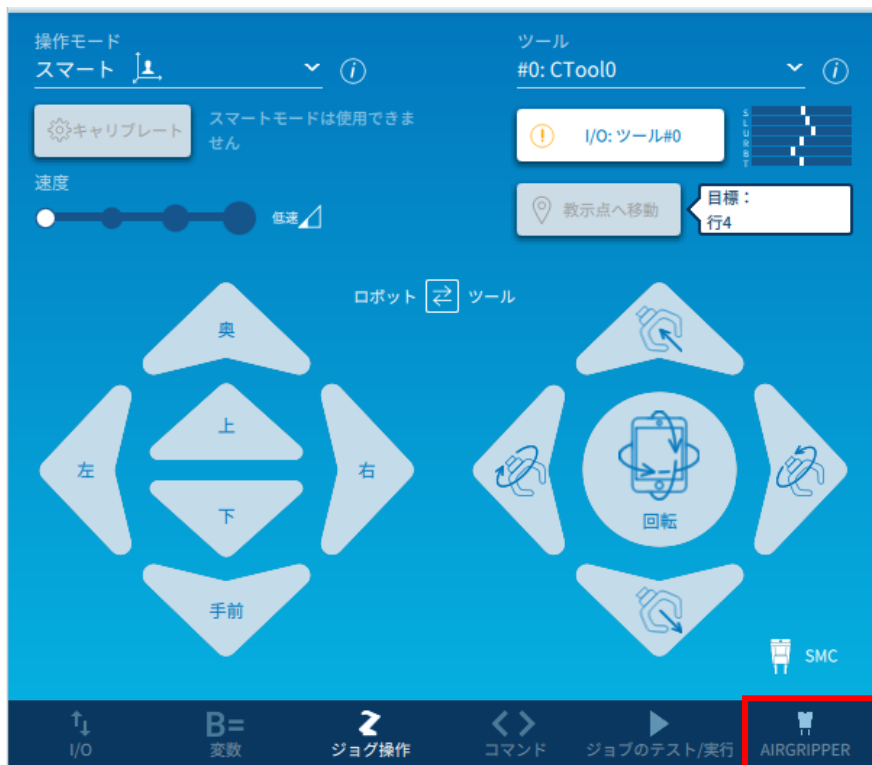 操作モード
スマート
キャリブレート
スマートモードは使用できま
せん
速度
低速
ツール
#0: CTool0
I/O: ツール#0
S
L
U
R
B
T
教示点へ移動
目標：
行4
ロボット
ツール
奥
左
上
下
右
手前
回転
SMC
I/O
B=
変数
ジョグ操作
コマンド
ジョブのテスト/実行
AIRGRIPPER